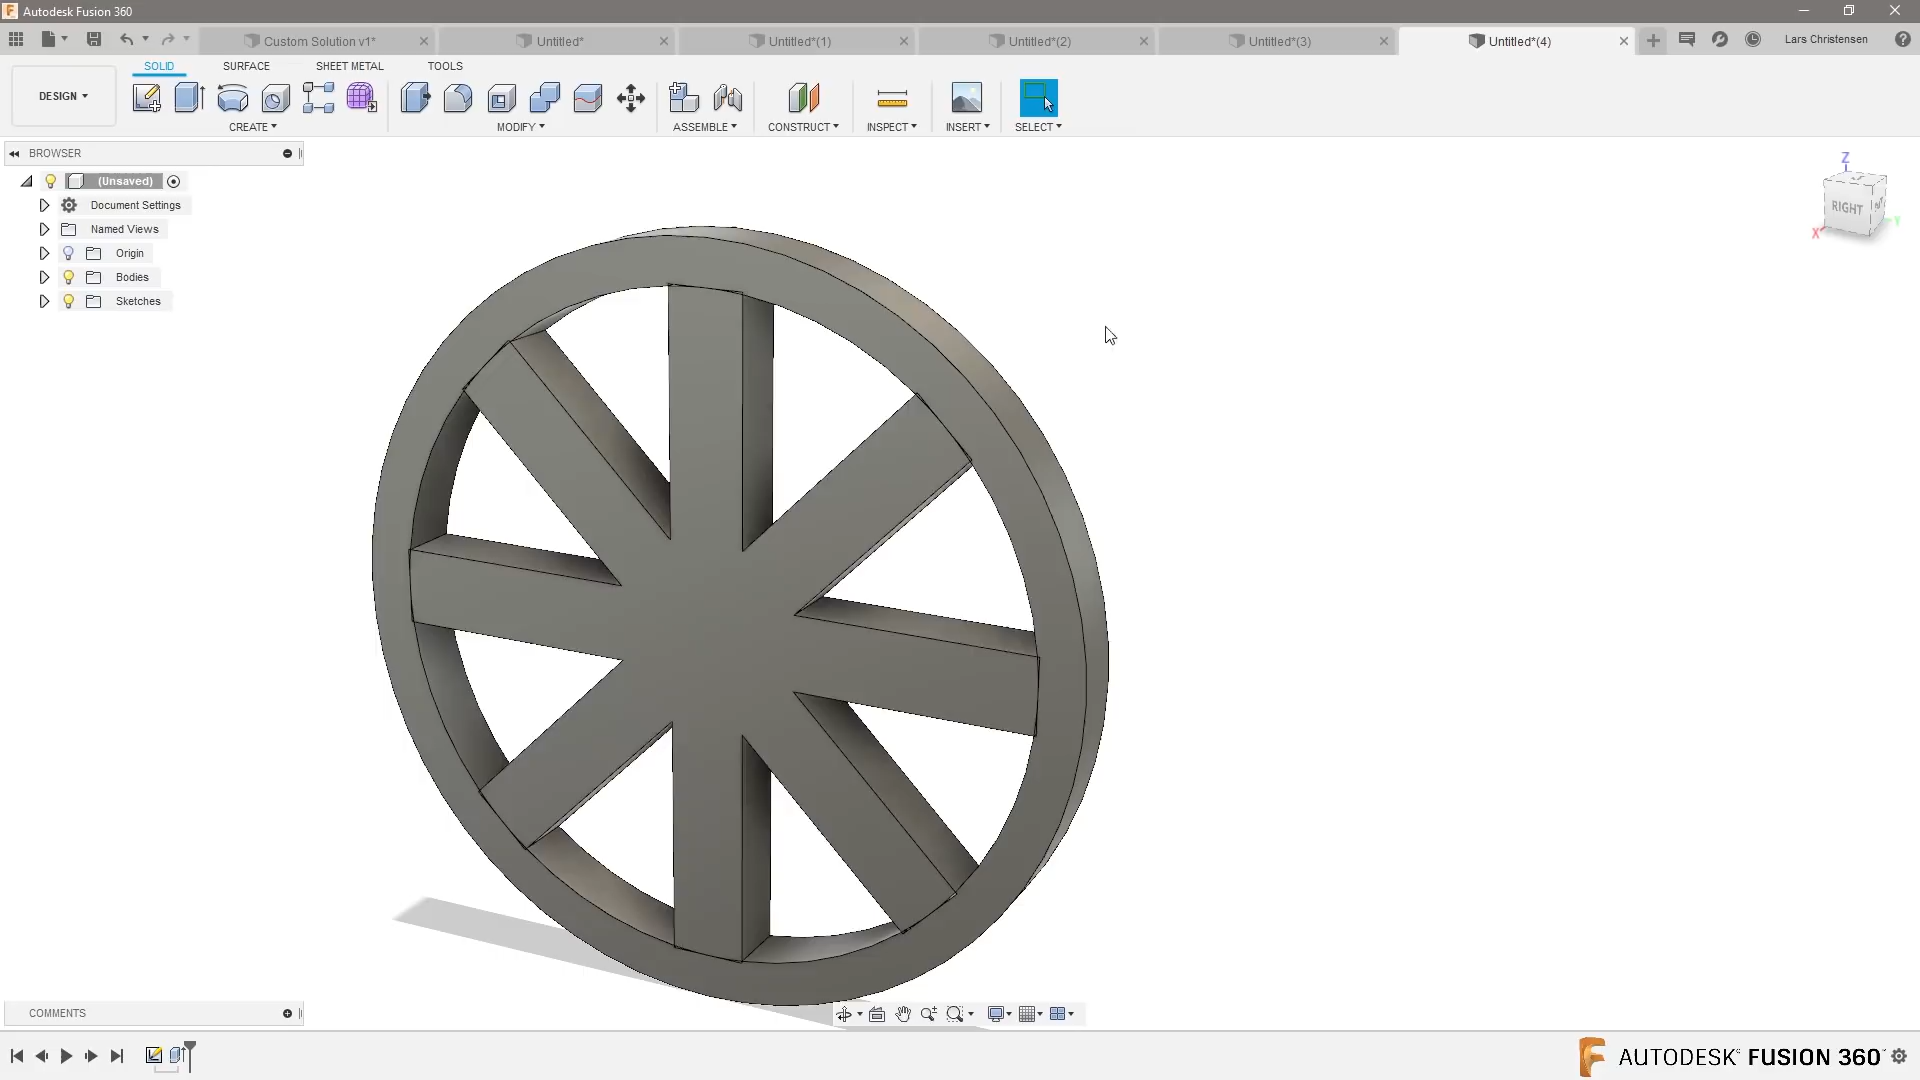 Autodesk Fusion 360
Custom Solution v1*
Untitled*
Untitled*(1)
Untitled*(2)
Untitled*(3)
Untitled*(4)
Lars Christensen
SOLID
SURFACE
SHEET METAL
TOOLS
DESIGN
CREATE
MODIFY
ASSEMBLE
CONSTRUCT
INSPECT
INSERT
SELECT
BROWSER
(Unsaved)
Document Settings
Named Views
Origin
Bodies
Sketches
Z
RIGHT
X
Y
COMMENTS
AUTODESK FUSION 360